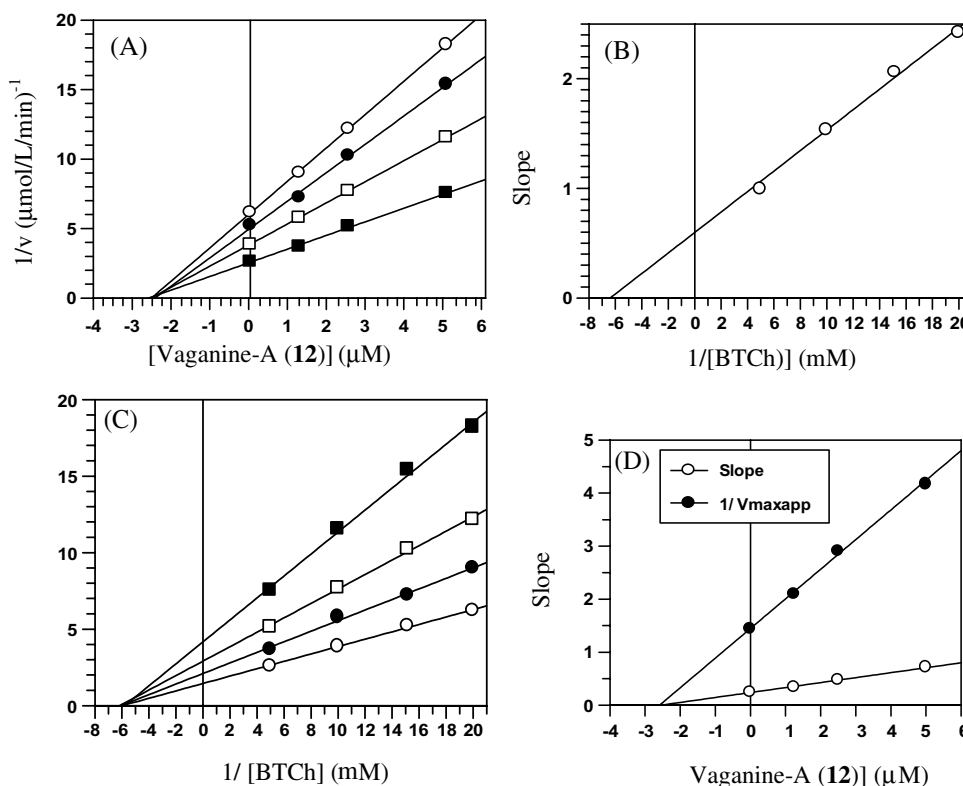 (A)
1/v (μmol/L/min)⁻¹
20
15
10
5
0
-4 -3 -2 -1 0 1 2 3 4 5 6
[Vaganine-A (12)] (μM)
(B)
Slope
2
1
0
-8 -6 -4 -2 0 2 4 6 8 10 12 14 16 18 20
1/[BTCh)] (mM)
(C)
20
15
10
5
0
-8 -6 -4 -2 0 2 4 6 8 10 12 14 16 18 20
1/ [BTCh] (mM)
(D)
Slope
1/ Vmaxapp
Slope
5
4
3
2
1
0
-4 -3 -2 -1 0 1 2 3 4 5 6
Vaganine-A (12)] (μM)